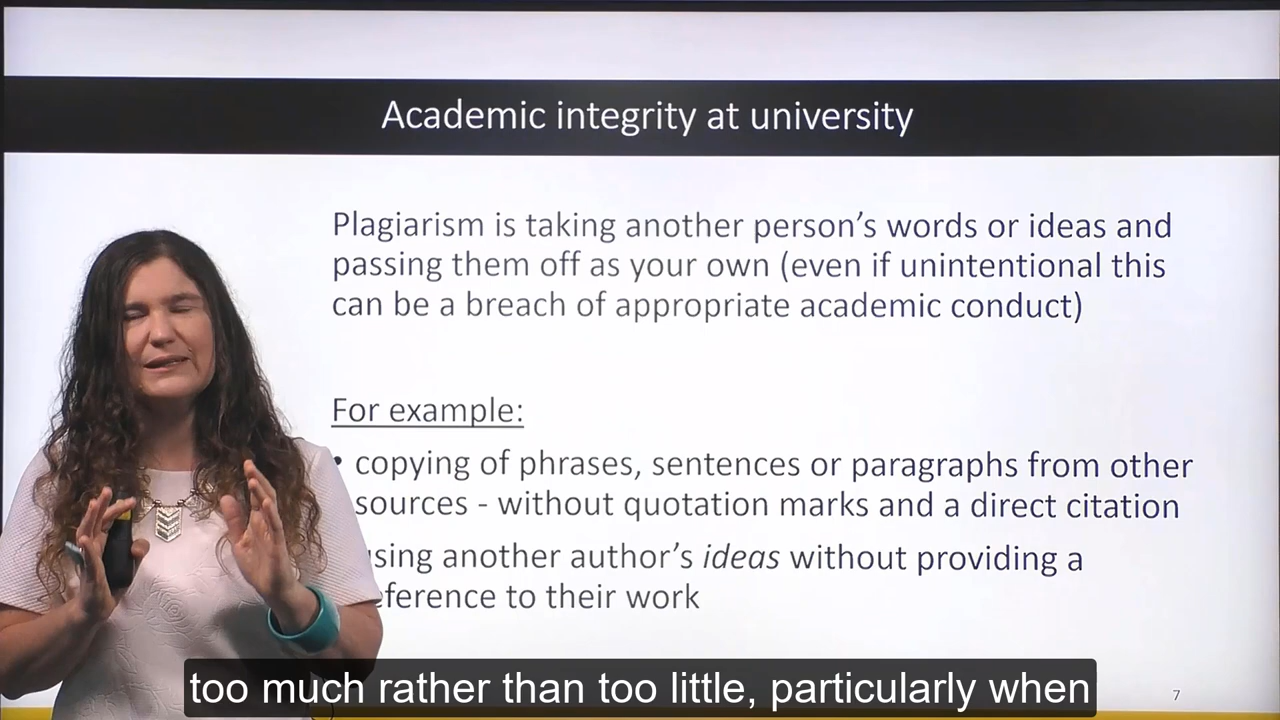 Academic integrity at university
Plagiarism is taking another person's words or ideas and
passing them off as your own (even if unintentional this
can be a breach of appropriate academic conduct)
For example:
• copying of phrases, sentences or paragraphs from other
sources - without quotation marks and a direct citation
another author's ideas without providing a
to their work
too much rather than too little, particularly when
7